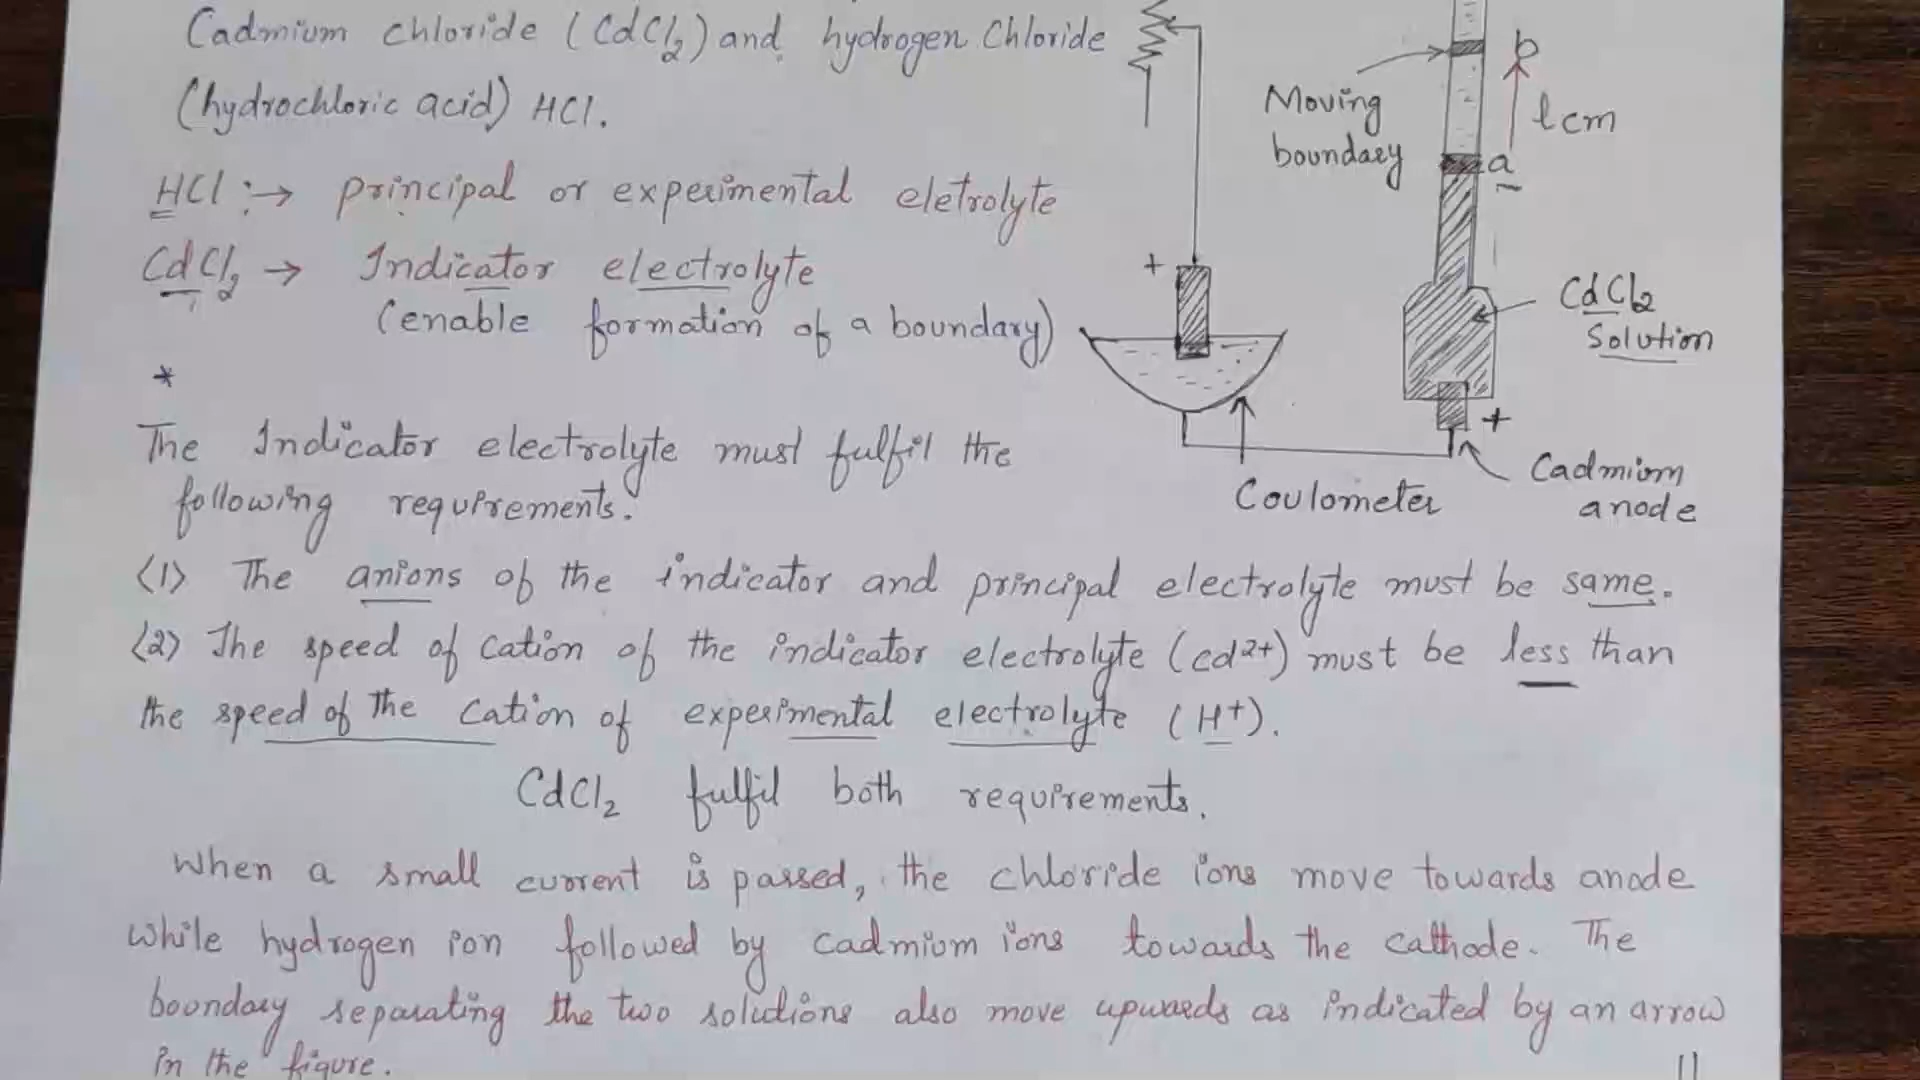 Cadmium chloride (CdCl2) and hydrogen Chloride
(hydrochloric acid) HCl.
HCl :→ principal or experimental eletrolyte
CdCl2 → Indicator electrolyte
(enable formation of a boundary)
*
The Indicator electrolyte must fulfil the
following requirements.
Moving
boundary
b
l cm
a
+
CdCl2
Solution
+
Coulometer
Cadmium
anode
<1> The anions of the indicator and principal electrolyte must be same.
<2> The speed of cation of the indicator electrolyte (cd2+) must be less than
the speed of the cation of experimental electrolyte (H+).
CdCl2 fulfil both requirements.
When a small current is passed, the chloride ions move towards anode
while hydrogen ion followed by cadmium ions towards the cathode. The
boundary separating the two solutions also move upwards as indicated by an arrow
in the figure.